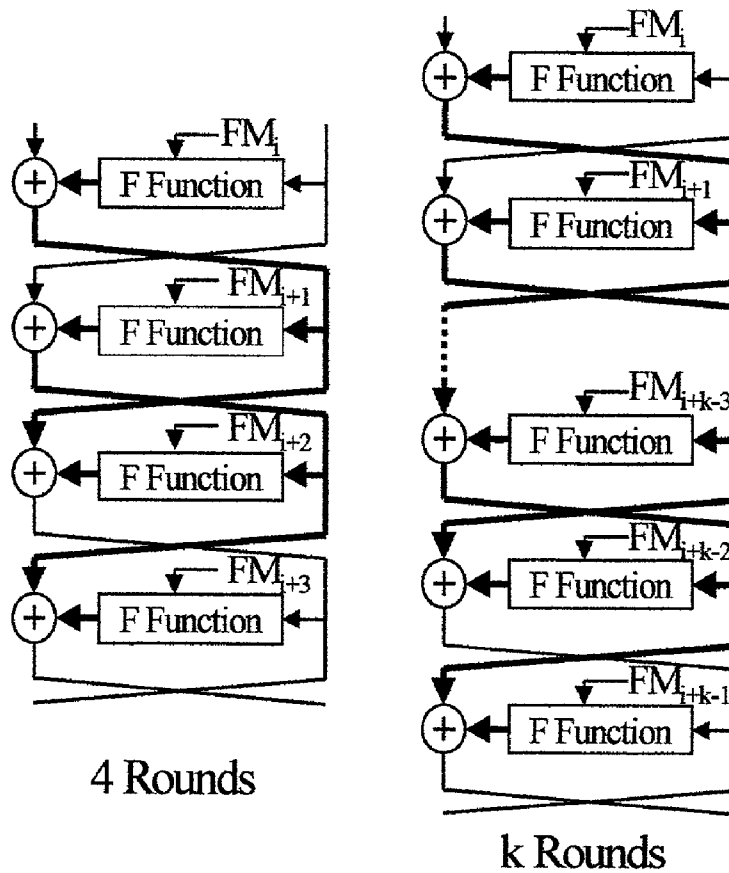 FMᵢ
+
F Function
FMᵢ₊₁
+
F Function
FMᵢ₊₂
+
F Function
FMᵢ₊₃
+
F Function
4 Rounds
FMᵢ
+
F Function
FMᵢ₊₁
+
F Function
FMᵢ₊ₖ₋₃
+
F Function
FMᵢ₊ₖ₋₂
+
F Function
FMᵢ₊ₖ₋₁
+
F Function
k Rounds